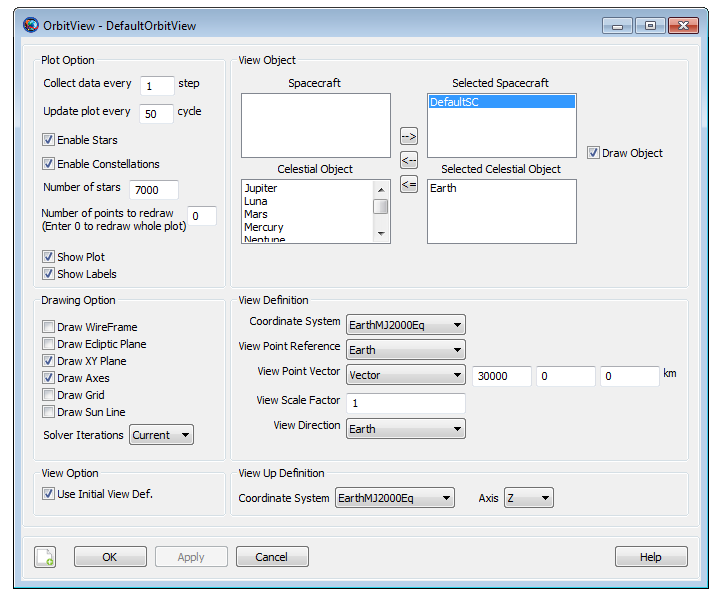 OrbitView - DefaultOrbitView
Plot Option
Collect data every 1 step
Update plot every 50 cycle
Enable Stars
Enable Constellations
Number of stars 7000
Number of points to redraw 0
(Enter 0 to redraw whole plot)
Show Plot
Show Labels
View Object
Spacecraft
Selected Spacecraft
DefaultSC
-->
<--
<=
Draw Object
Celestial Object
Selected Celestial Object
Jupiter
Luna
Mars
Mercury
Neptune
Earth
Drawing Option
Draw WireFrame
Draw Ecliptic Plane
Draw XY Plane
Draw Axes
Draw Grid
Draw Sun Line
Solver Iterations Current
View Definition
Coordinate System EarthMJ2000Eq
View Point Reference Earth
View Point Vector Vector 30000 0 0 km
View Scale Factor 1
View Direction Earth
View Option
Use Initial View Def.
View Up Definition
Coordinate System EarthMJ2000Eq Axis Z
OK Apply Cancel Help